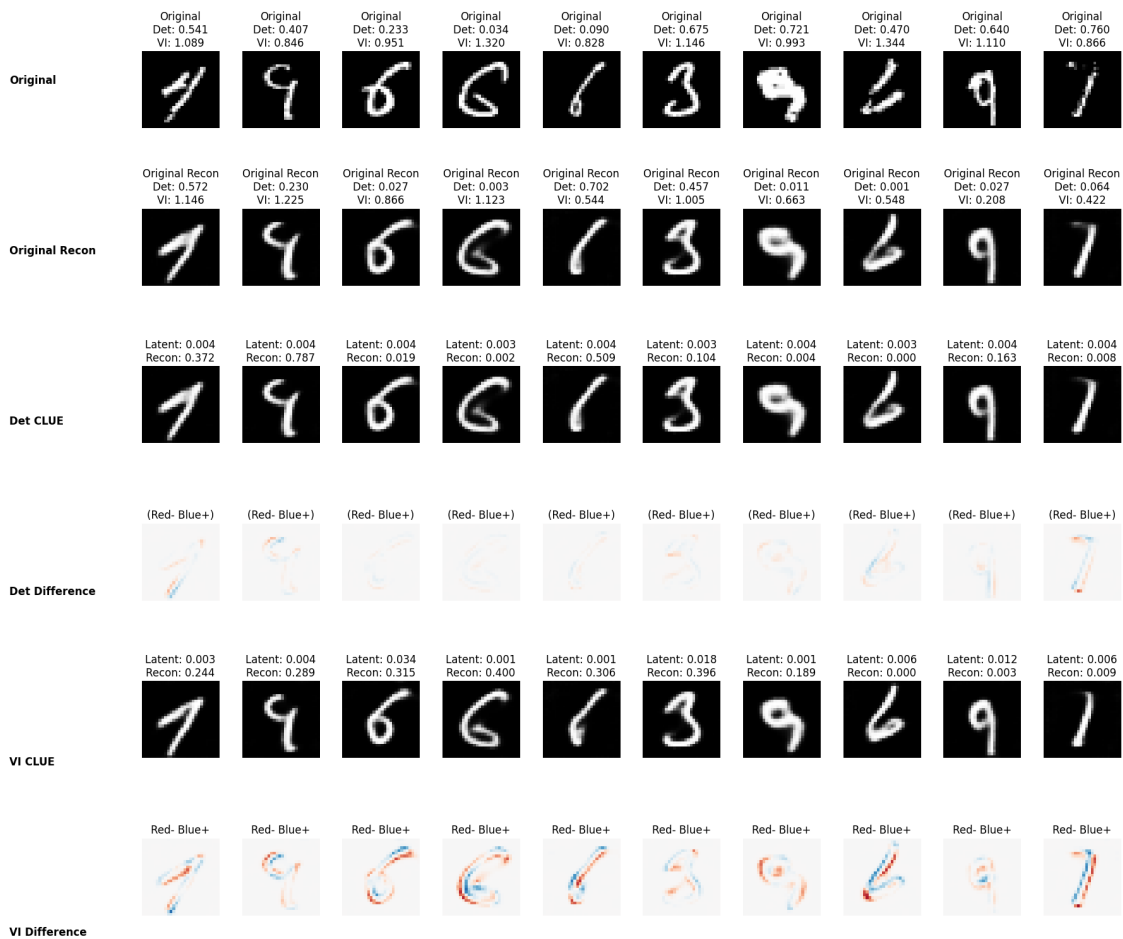 Original Original Original Original Original Original Original Original Original Original
Det: 0.541 Det: 0.407 Det: 0.233 Det: 0.034 Det: 0.090 Det: 0.675 Det: 0.721 Det: 0.470 Det: 0.640 Det: 0.760
VI: 1.089 VI: 0.846 VI: 0.951 VI: 1.320 VI: 0.828 VI: 1.146 VI: 0.993 VI: 1.344 VI: 1.110 VI: 0.866
Original
Original Recon Original Recon Original Recon Original Recon Original Recon Original Recon Original Recon Original Recon Original Recon Original Recon
Det: 0.572 Det: 0.230 Det: 0.027 Det: 0.003 Det: 0.702 Det: 0.457 Det: 0.011 Det: 0.001 Det: 0.027 Det: 0.064
VI: 1.146 VI: 1.225 VI: 0.866 VI: 1.123 VI: 0.544 VI: 1.005 VI: 0.663 VI: 0.548 VI: 0.208 VI: 0.422
Original Recon
Latent: 0.004 Latent: 0.004 Latent: 0.004 Latent: 0.003 Latent: 0.004 Latent: 0.003 Latent: 0.004 Latent: 0.003 Latent: 0.004 Latent: 0.004
Recon: 0.372 Recon: 0.787 Recon: 0.019 Recon: 0.002 Recon: 0.509 Recon: 0.104 Recon: 0.004 Recon: 0.000 Recon: 0.163 Recon: 0.008
Det CLUE
(Red- Blue+) (Red- Blue+) (Red- Blue+) (Red- Blue+) (Red- Blue+) (Red- Blue+) (Red- Blue+) (Red- Blue+) (Red- Blue+) (Red- Blue+)
Det Difference
Latent: 0.003 Latent: 0.004 Latent: 0.034 Latent: 0.001 Latent: 0.001 Latent: 0.018 Latent: 0.001 Latent: 0.006 Latent: 0.012 Latent: 0.006
Recon: 0.244 Recon: 0.289 Recon: 0.315 Recon: 0.400 Recon: 0.306 Recon: 0.396 Recon: 0.189 Recon: 0.000 Recon: 0.003 Recon: 0.009
VI CLUE
Red- Blue+ Red- Blue+ Red- Blue+ Red- Blue+ Red- Blue+ Red- Blue+ Red- Blue+ Red- Blue+ Red- Blue+ Red- Blue+
VI Difference